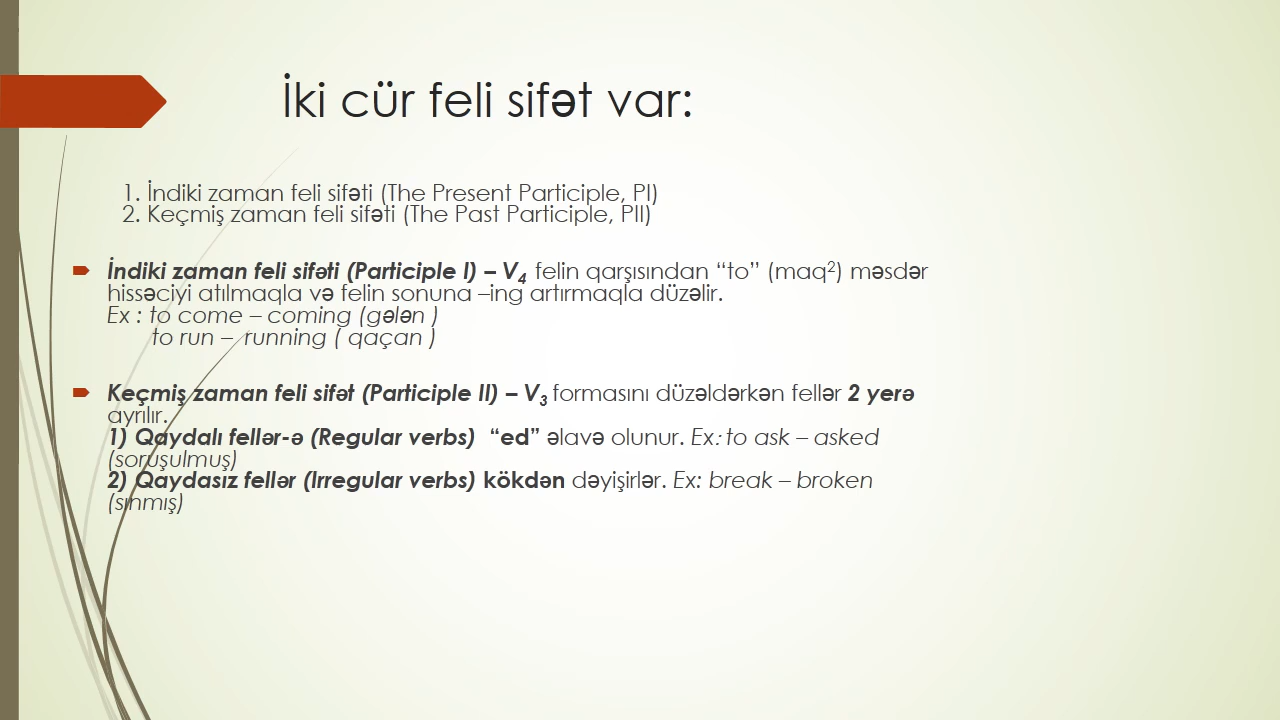 İki cür feli sifət var:
1. İndiki zaman feli sifəti (The Present Participle, PI)
2. Keçmiş zaman feli sifəti (The Past Participle, PII)
İndiki zaman feli sifəti (Participle I) – V₄ felin qarşısından “to” (maq²) məsdər
hissəciyi atılmaqla və felin sonuna –ing artırmaqla düzəlir.
Ex : to come – coming (gələn )
to run – running ( qaçan )
Keçmiş zaman feli sifət (Participle II) – V₃ formasını düzəldərkən fellər 2 yerə
ayrılır.
1) Qaydalı fellər-ə (Regular verbs) “ed” əlavə olunur. Ex: to ask – asked
(soruşulmuş)
2) Qaydasız fellər (Irregular verbs) kökdən dəyişirlər. Ex: break – broken
(sınmış)